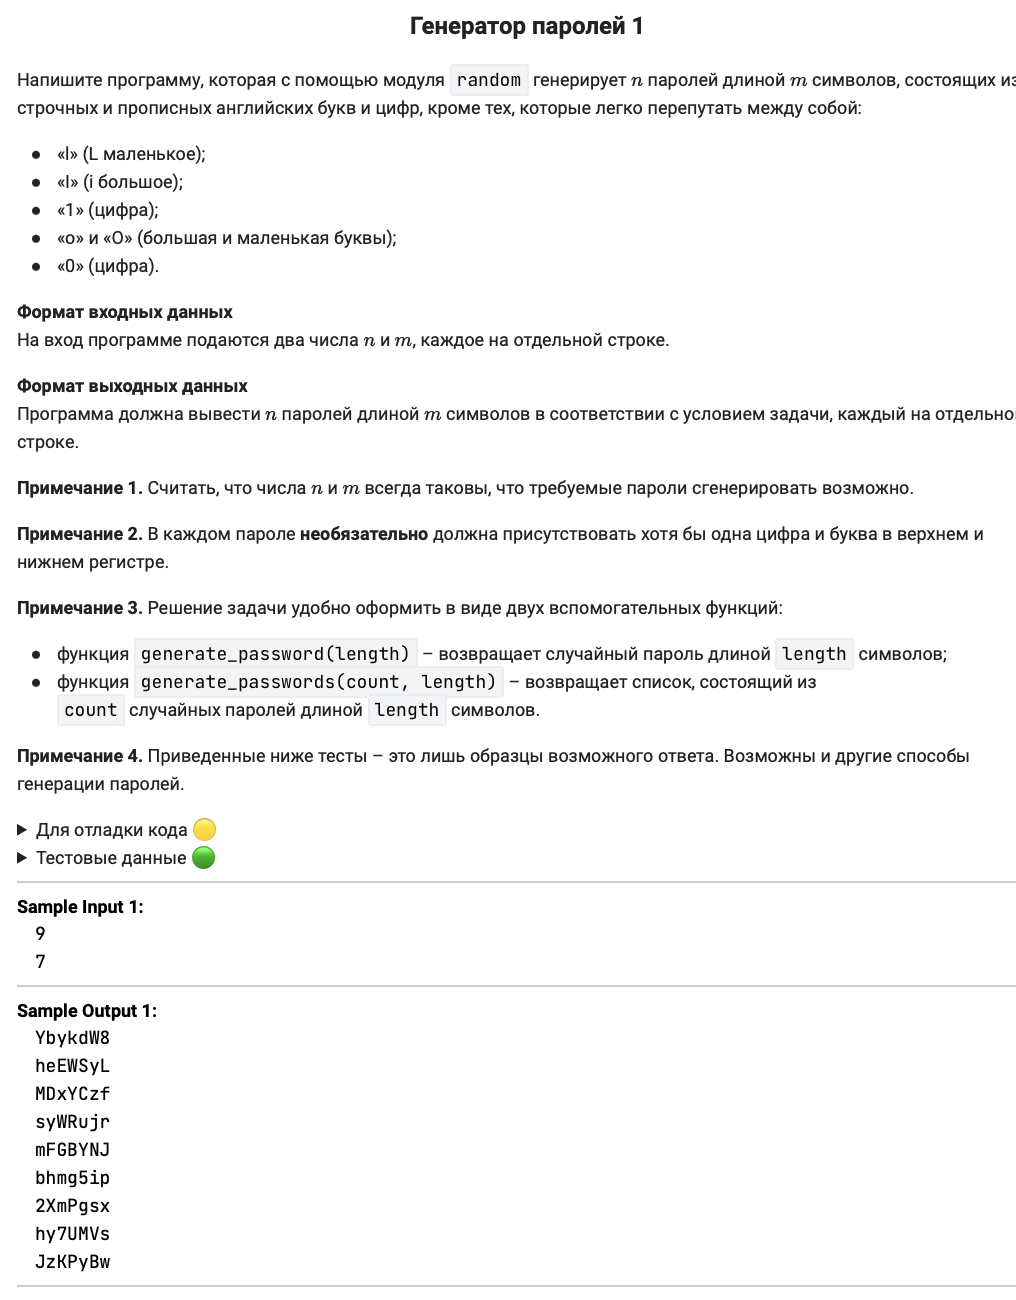 Генератор паролей 1
Напишите программу, которая с помощью модуля random генерирует n паролей длиной m символов, состоящих из
строчных и прописных английских букв и цифр, кроме тех, которые легко перепутать между собой:
● «l» (L маленькое);
● «I» (i большое);
● «1» (цифра);
● «o» и «O» (большая и маленькая буквы);
● «0» (цифра).
Формат входных данных
На вход программе подаются два числа n и m, каждое на отдельной строке.
Формат выходных данных
Программа должна вывести n паролей длиной m символов в соответствии с условием задачи, каждый на отдельно
строке.
Примечание 1. Считать, что числа n и m всегда таковы, что требуемые пароли сгенерировать возможно.
Примечание 2. В каждом пароле необязательно должна присутствовать хотя бы одна цифра и буква в верхнем и
нижнем регистре.
Примечание 3. Решение задачи удобно оформить в виде двух вспомогательных функций:
● функция generate_password(length) – возвращает случайный пароль длиной length символов;
● функция generate_passwords(count, length) – возвращает список, состоящий из
count случайных паролей длиной length символов.
Примечание 4. Приведенные ниже тесты – это лишь образцы возможного ответа. Возможны и другие способы
генерации паролей.
▶ Для отладки кода 🟡
▶ Тестовые данные 🟢
Sample Input 1:
9
7
Sample Output 1:
YbykdW8
heEWSyL
MDxYCzf
syWRujr
mFGBYNJ
bhmg5ip
2XmPgsx
hy7UMVs
JzKPyBw